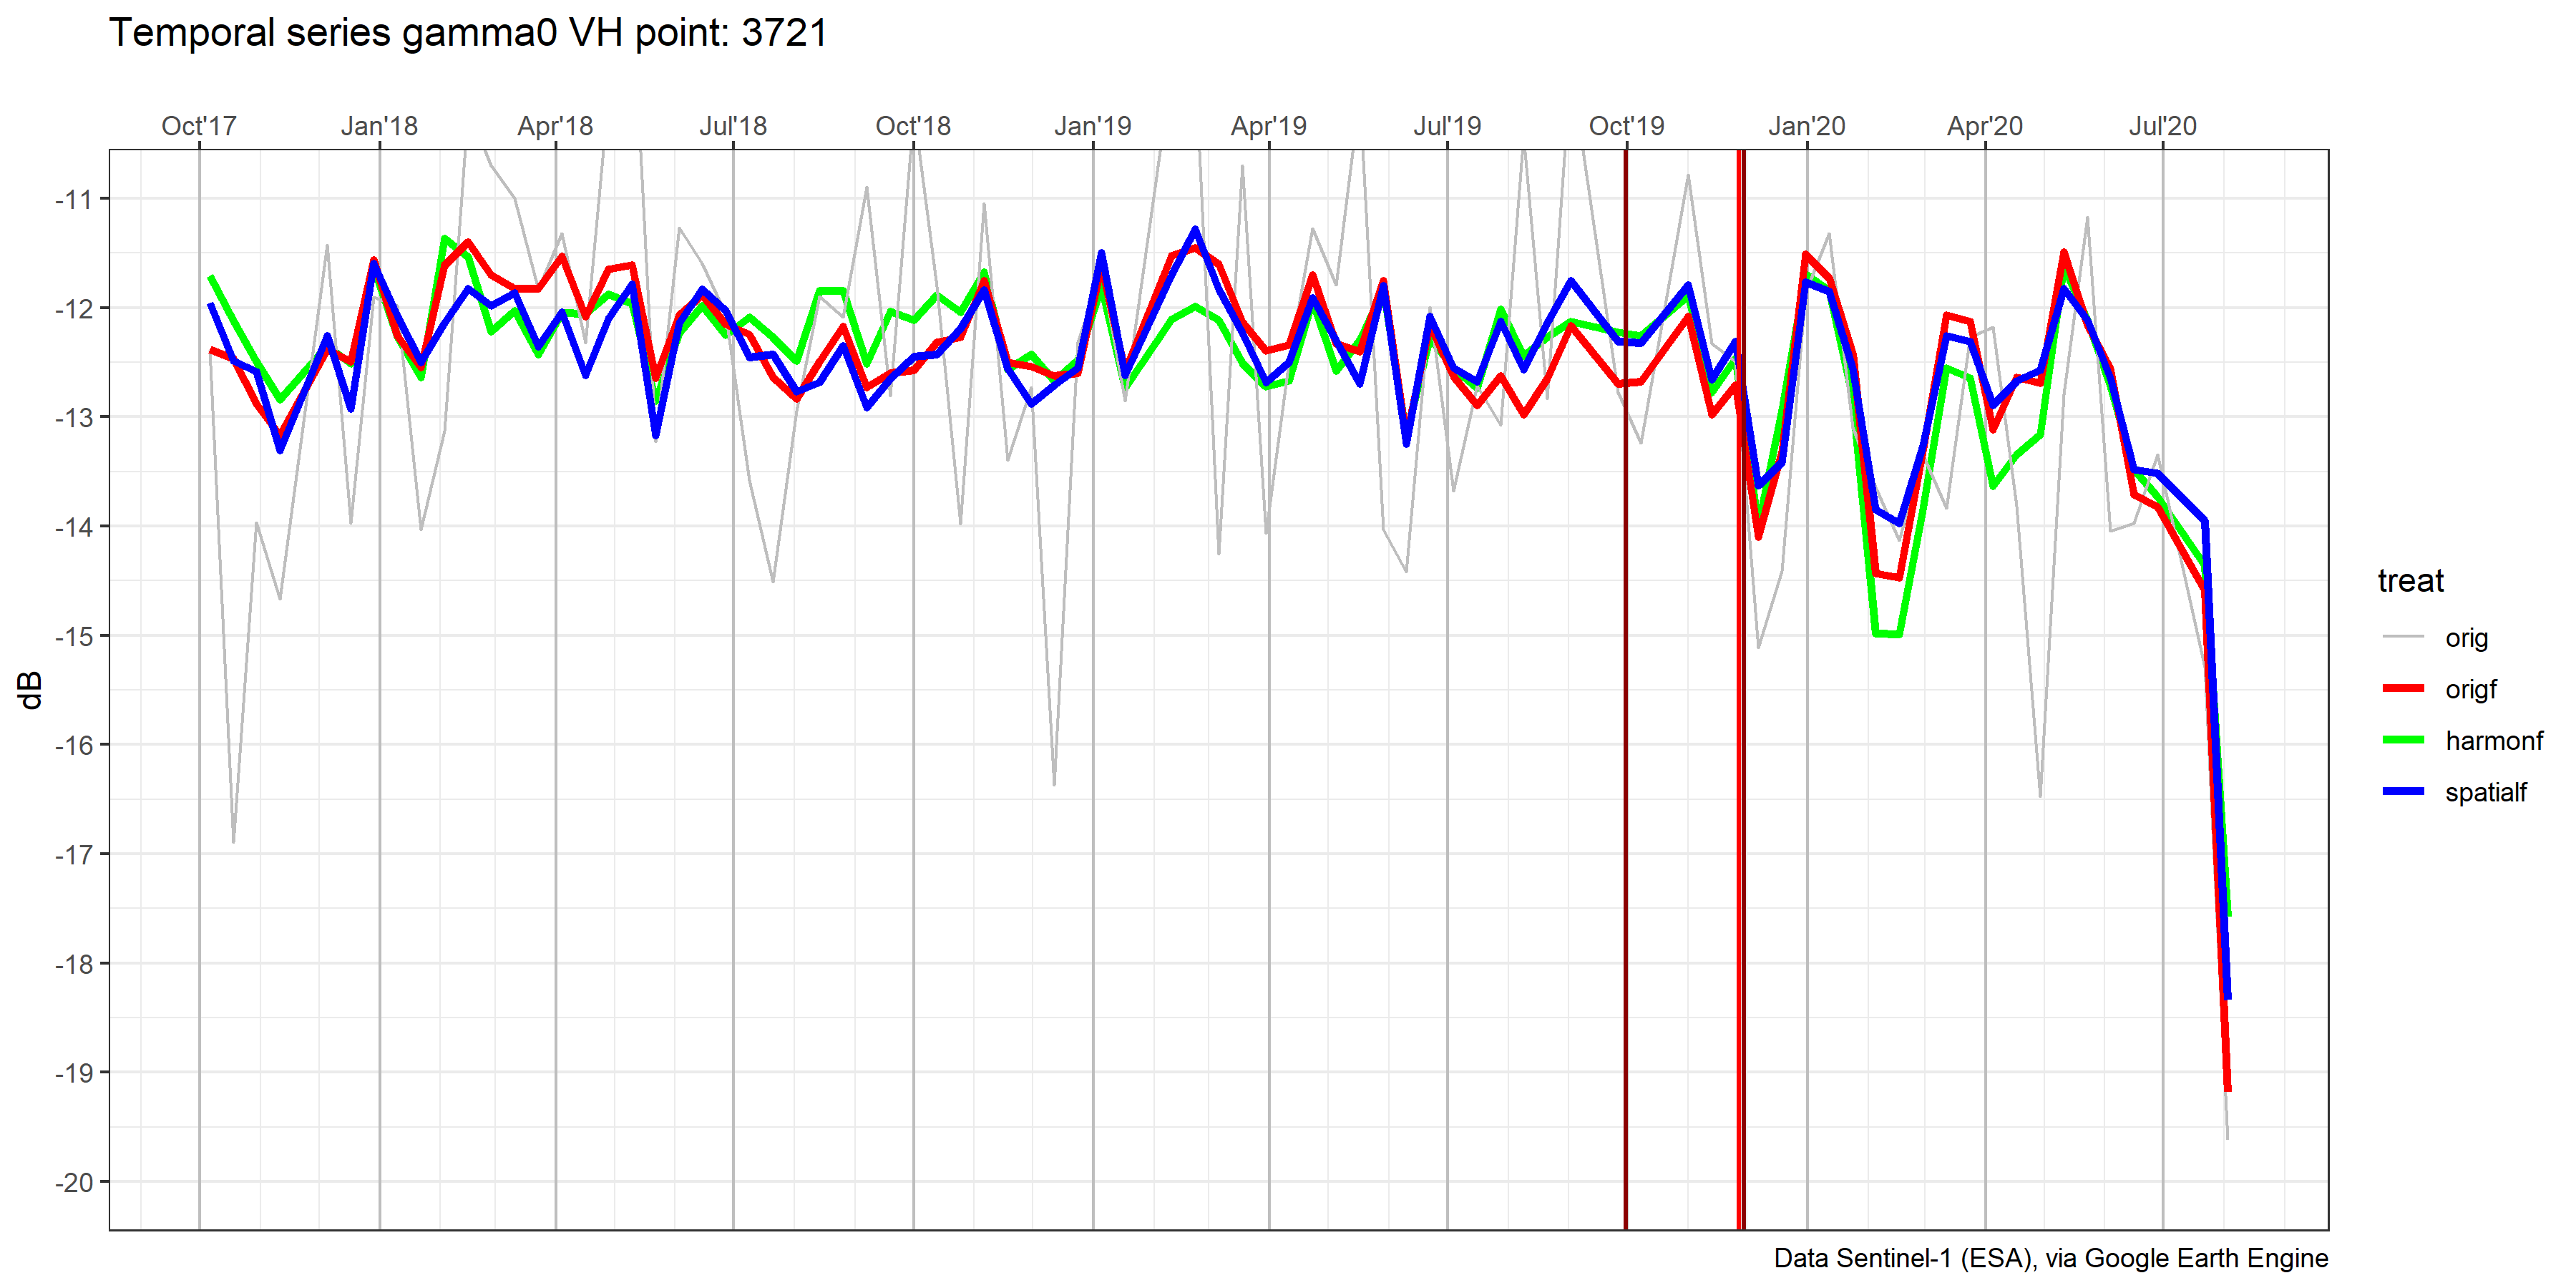 Temporal series gamma0 VH point: 3721
Oct'17 Jan'18 Apr'18 Jul'18 Oct'18 Jan'19 Apr'19 Jul'19 Oct'19 Jan'20 Apr'20 Jul'20
-11
-12
-13
-14
-15
-16
-17
-18
-19
-20
dB
treat
orig
origf
harmonf
spatialf
Data Sentinel-1 (ESA), via Google Earth Engine